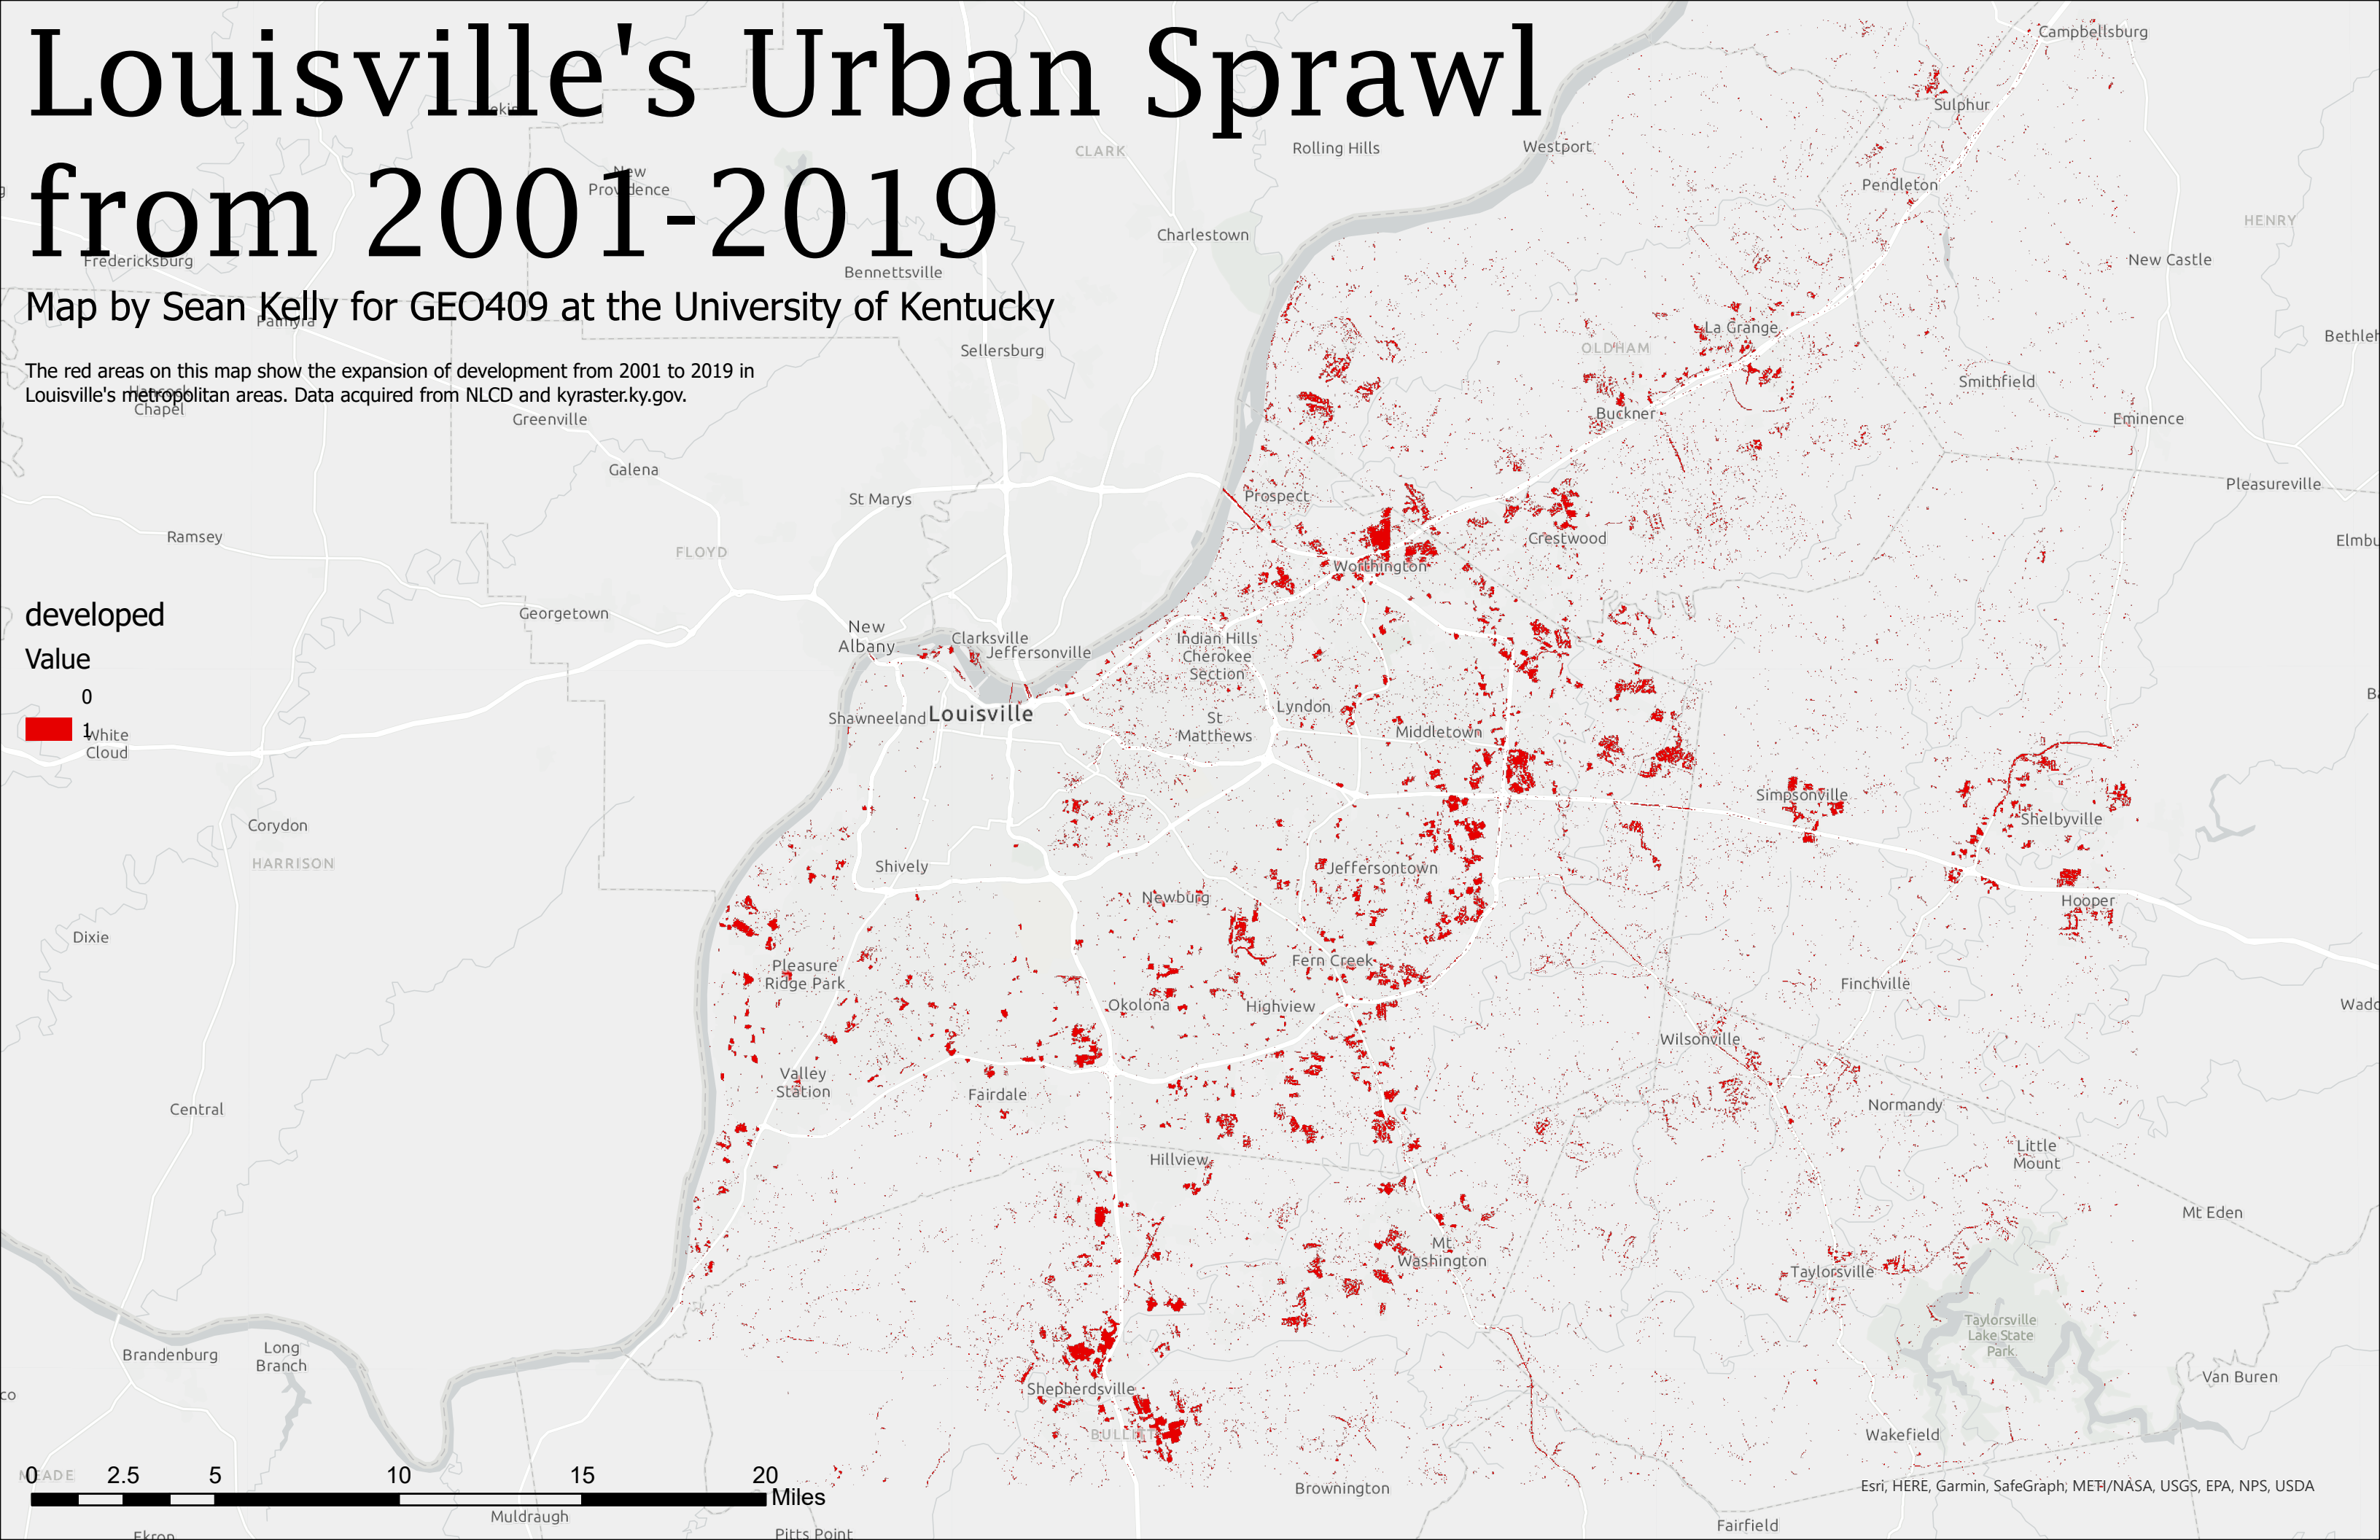 Louisville's Urban Sprawl
from 2001-2019
Map by Sean Kelly for GEO409 at the University of Kentucky
The red areas on this map show the expansion of development from 2001 to 2019 in
Louisville's metropolitan areas. Data acquired from NLCD and kyraster.ky.gov.
developed
Value
0
1
Campbellsburg
Sulphur
Rolling Hills
Westport
CLARK
New
Providence
Pendleton
HENRY
Charlestown
Fredericksburg
Bennettsville
New Castle
Palmyra
La Grange
Sellersburg
OLDHAM
Smithfield
Hancock
Chapel
Greenville
Buckner
Eminence
Galena
St Marys
Prospect
Pleasureville
Ramsey
FLOYD
Crestwood
Worthington
Georgetown
New
Albany
Clarksville
Jeffersonville
Indian Hills
Cherokee
Section
Shawneeland
Louisville
Lyndon
St
Matthews
Middletown
White
Cloud
Simpsonville
Shelbyville
Corydon
HARRISON
Shively
Jeffersontown
Newburg
Hooper
Dixie
Pleasure
Ridge Park
Fern Creek
Finchville
Okolona
Highview
Wilsonville
Valley
Station
Fairdale
Normandy
Central
Little
Mount
Hillview
Mt Eden
Mt
Washington
Taylorsville
Taylorsville
Lake State
Park
Brandenburg
Long
Branch
Shepherdsville
Van Buren
BULLITT
Wakefield
MEADE
0 2.5 5 10 15 20
Miles
Brownington
Esri, HERE, Garmin, SafeGraph, METI/NASA, USGS, EPA, NPS, USDA
Muldraugh
Fairfield
Ekron
Pitts Point